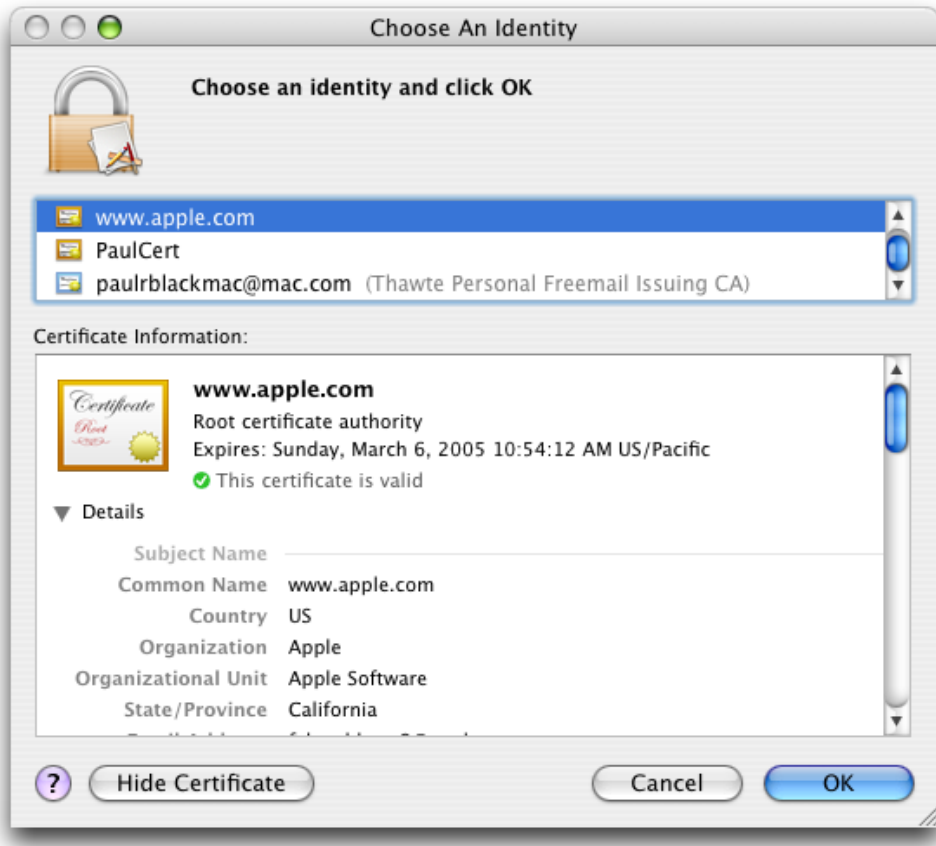 Choose An Identity
Choose an identity and click OK
www.apple.com
PaulCert
paulrblackmac@mac.com (Thawte Personal Freemail Issuing CA)
Certificate Information:
Certificate
Root
www.apple.com
Root certificate authority
Expires: Sunday, March 6, 2005 10:54:12 AM US/Pacific
This certificate is valid
Details
Subject Name
Common Name www.apple.com
Country US
Organization Apple
Organizational Unit Apple Software
State/Province California
? Hide Certificate Cancel OK